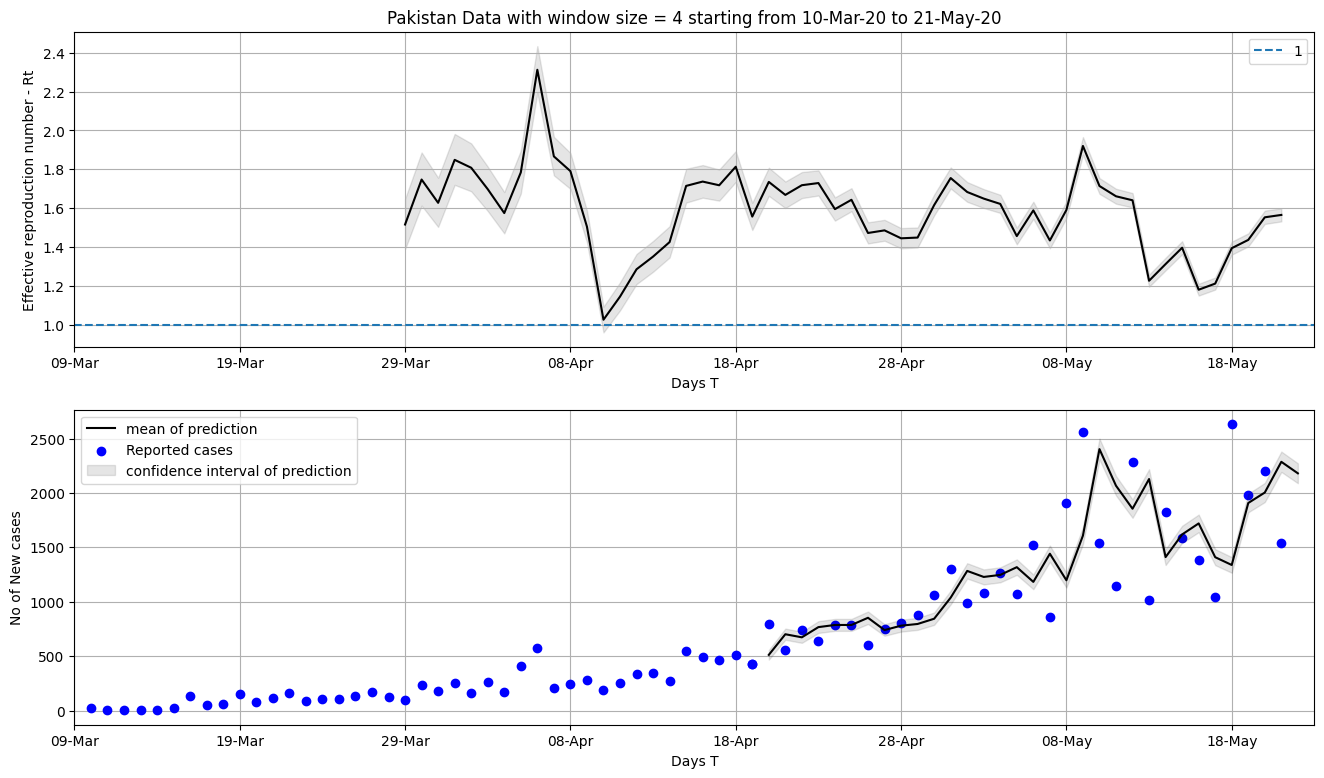 Pakistan Data with window size = 4 starting from 10-Mar-20 to 21-May-20
Effective reproduction number - Rt
2.4
2.2
2.0
1.8
1.6
1.4
1.2
1.0
1
09-Mar 19-Mar 29-Mar 08-Apr 18-Apr 28-Apr 08-May 18-May
Days T
No of New cases
2500
2000
1500
1000
500
0
mean of prediction
Reported cases
confidence interval of prediction
09-Mar 19-Mar 29-Mar 08-Apr 18-Apr 28-Apr 08-May 18-May
Days T